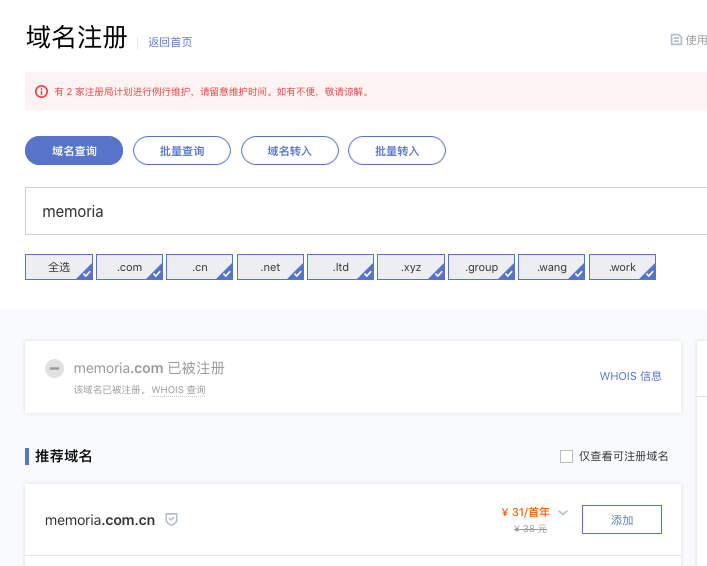 域名注册 返回首页 使用
有 2 家注册局计划进行例行维护，请留意维护时间。如有不便，敬请谅解。
域名查询 批量查询 域名转入 批量转入
memoria
全选 .com .cn .net .ltd .xyz .group .wang .work
memoria.com 已被注册
该域名已被注册。WHOIS 查询
WHOIS 信息
推荐域名 仅查看可注册域名
memoria.com.cn ¥ 31/首年 添加
¥ 38 元